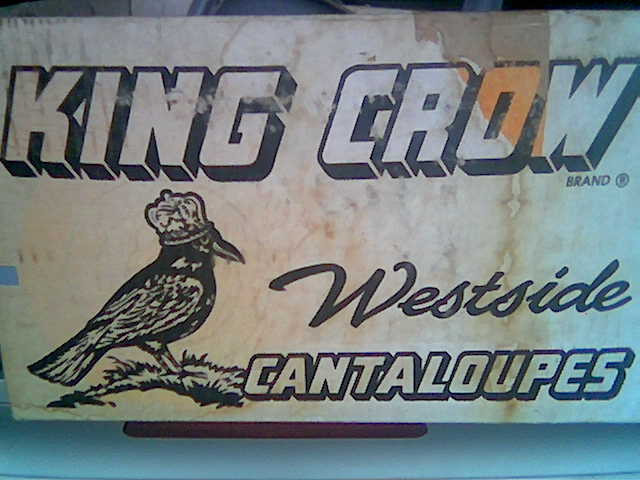 KING CROW
BRAND ®
Westside
CANTALOUPES